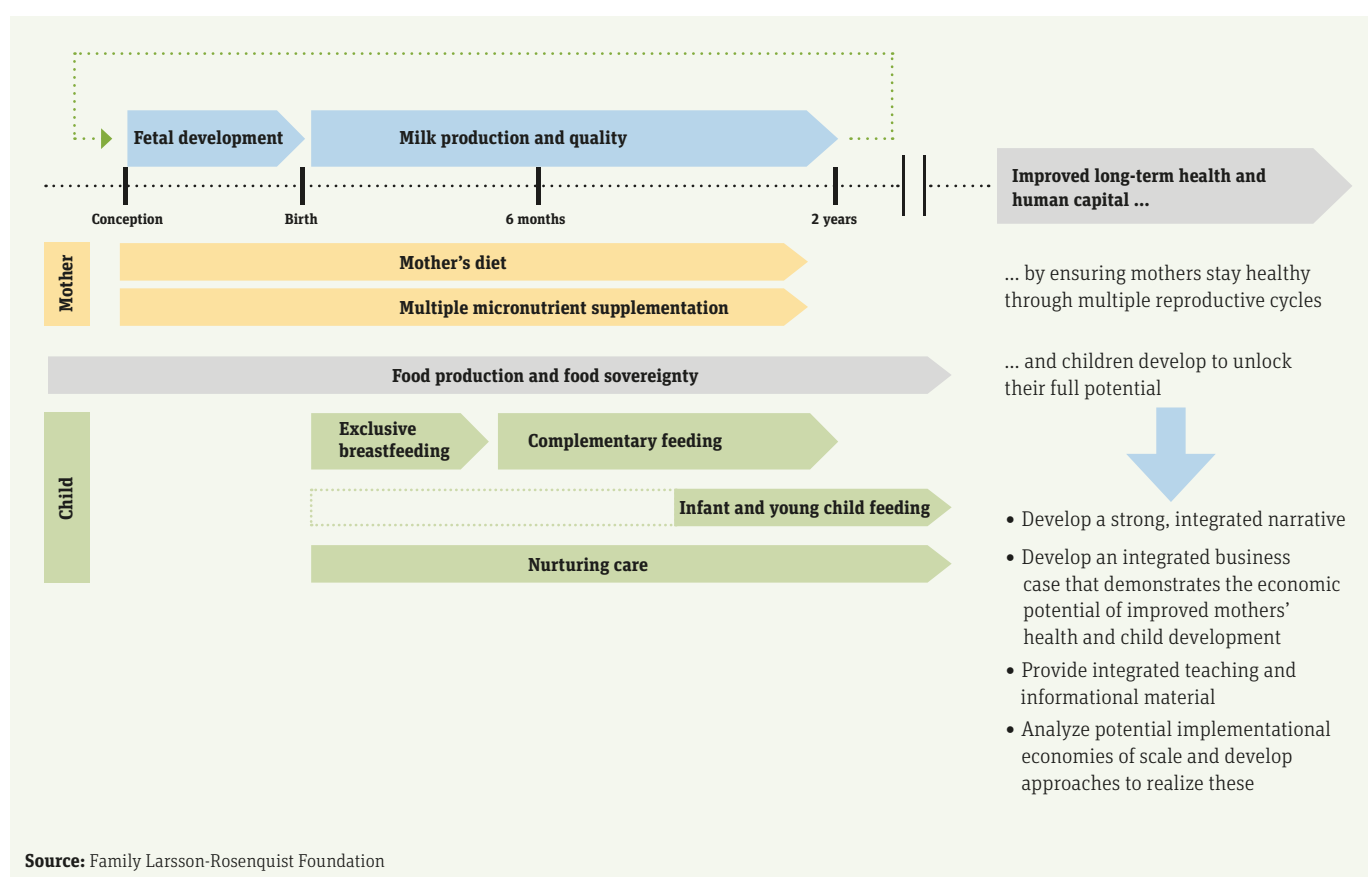 Fetal development
Milk production and quality
Conception
Birth
6 months
2 years
Improved long-term health and
human capital ...
Mother
Mother’s diet
Multiple micronutrient supplementation
... by ensuring mothers stay healthy
through multiple reproductive cycles
Food production and food sovereignty
... and children develop to unlock
their full potential
Child
Exclusive
breastfeeding
Complementary feeding
Infant and young child feeding
Nurturing care
• Develop a strong, integrated narrative
• Develop an integrated business
case that demonstrates the economic
potential of improved mothers’
health and child development
• Provide integrated teaching and
informational material
• Analyze potential implementational
economies of scale and develop
approaches to realize these
Source: Family Larsson-Rosenquist Foundation